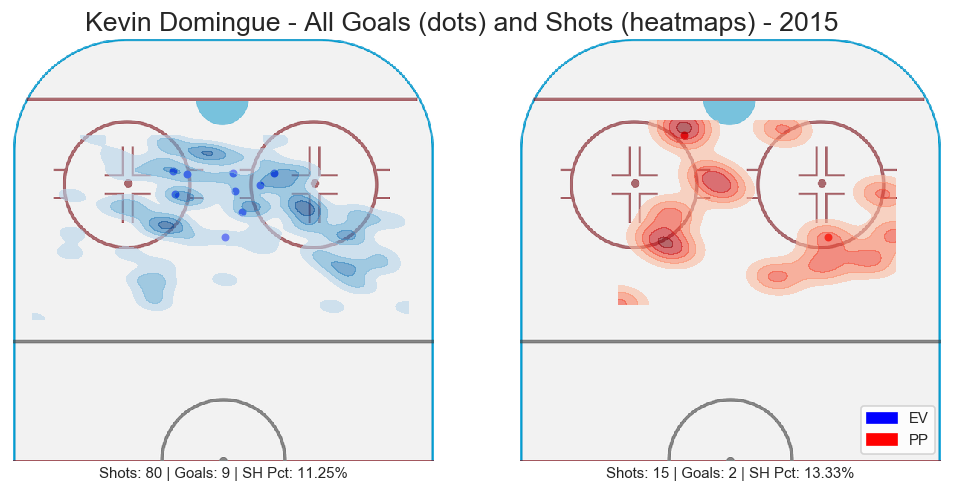 Kevin Domingue - All Goals (dots) and Shots (heatmaps) - 2015
EV
PP
Shots: 80 | Goals: 9 | SH Pct: 11.25%
Shots: 15 | Goals: 2 | SH Pct: 13.33%